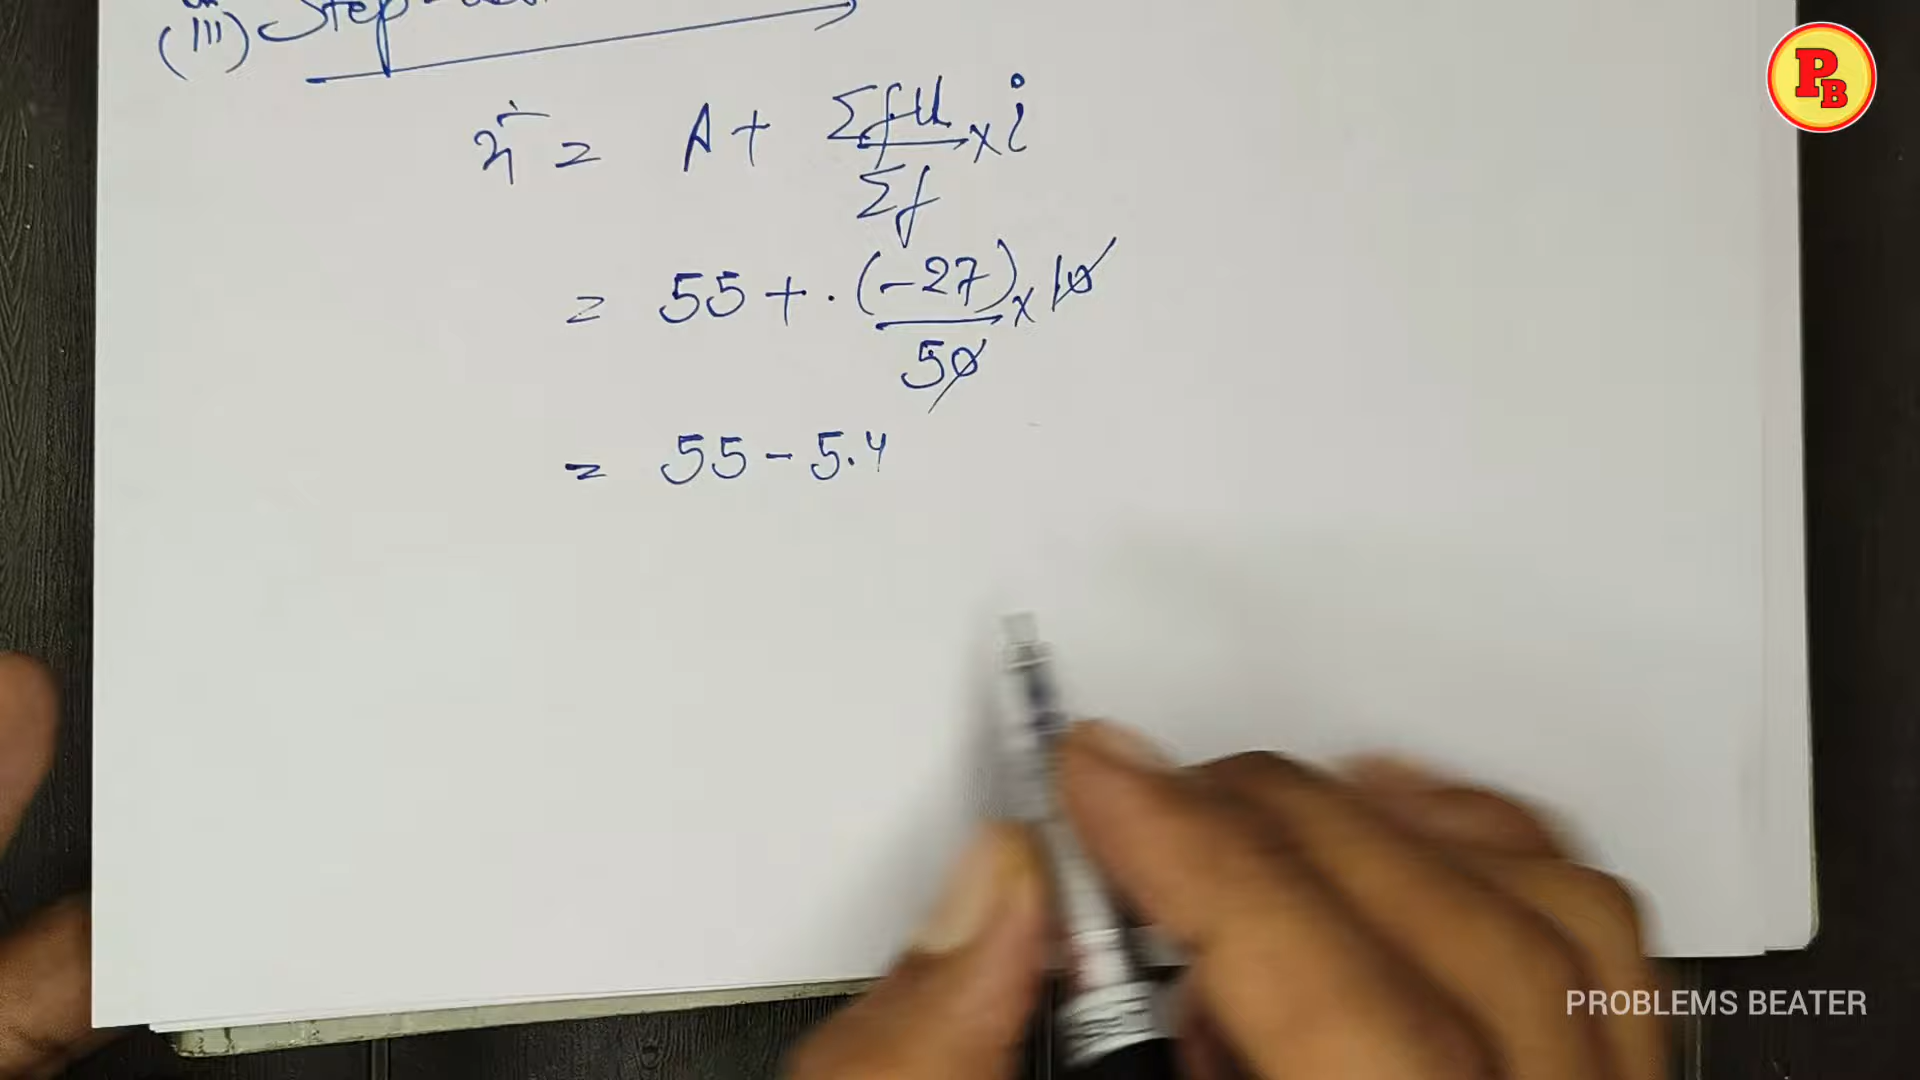 (III) Step-
x̄ = A + Σfu/Σf × i
= 55 + (-27)/50 × 10
= 55 - 5.4
PB
PROBLEMS BEATER